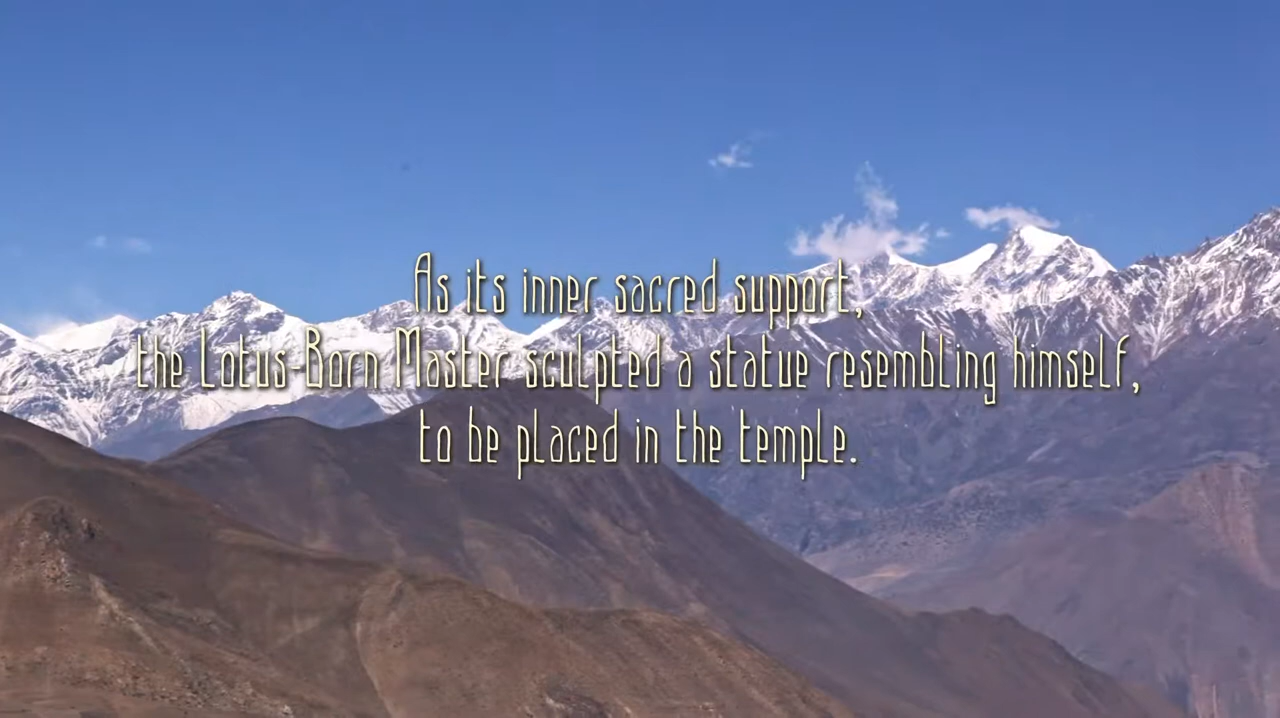 As its inner sacred support,
the Lotus-Born Master sculpted a statue resembling himself,
to be placed in the temple.